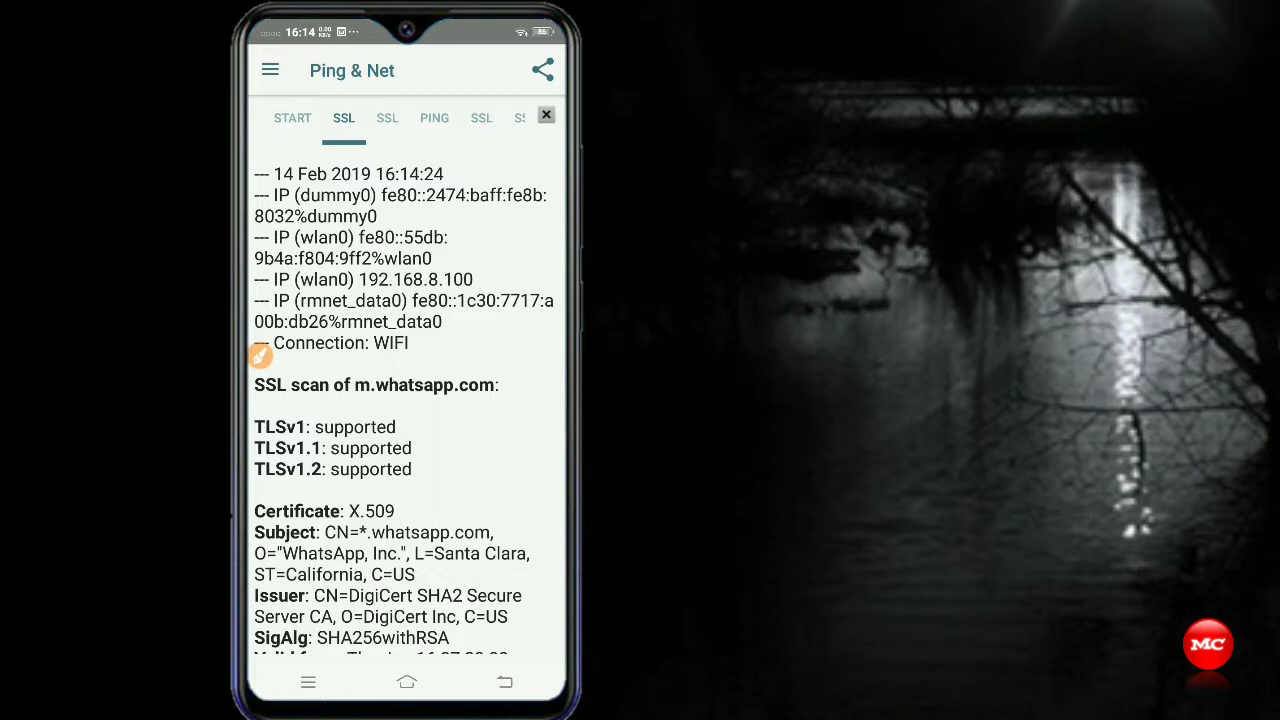 16:14 0.00 KB/s 86
Ping & Net
START SSL SSL PING SSL
--- 14 Feb 2019 16:14:24
--- IP (dummy0) fe80::2474:baff:fe8b:
8032%dummy0
--- IP (wlan0) fe80::55db:
9b4a:f804:9ff2%wlan0
--- IP (wlan0) 192.168.8.100
--- IP (rmnet_data0) fe80::1c30:7717:a
00b:db26%rmnet_data0
--- Connection: WIFI
SSL scan of m.whatsapp.com:
TLSv1: supported
TLSv1.1: supported
TLSv1.2: supported
Certificate: X.509
Subject: CN=*.whatsapp.com,
O="WhatsApp, Inc.", L=Santa Clara,
ST=California, C=US
Issuer: CN=DigiCert SHA2 Secure
Server CA, O=DigiCert Inc, C=US
SigAlg: SHA256withRSA
MC